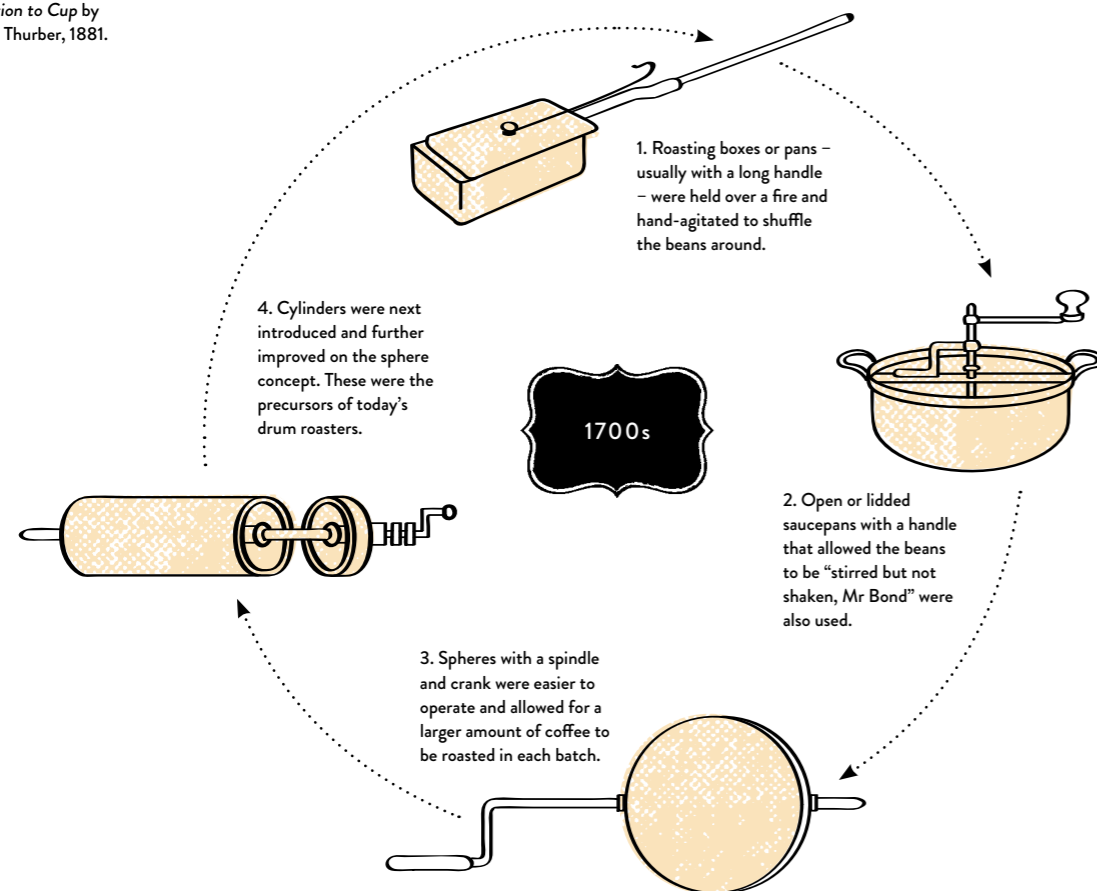 tion to Cup by
Thurber, 1881.
1. Roasting boxes or pans –
usually with a long handle
– were held over a fire and
hand-agitated to shuffle
the beans around.
2. Open or lidded
saucepans with a handle
that allowed the beans
to be “stirred but not
shaken, Mr Bond” were
also used.
3. Spheres with a spindle
and crank were easier to
operate and allowed for a
larger amount of coffee to
be roasted in each batch.
4. Cylinders were next
introduced and further
improved on the sphere
concept. These were the
precursors of today’s
drum roasters.
1700s